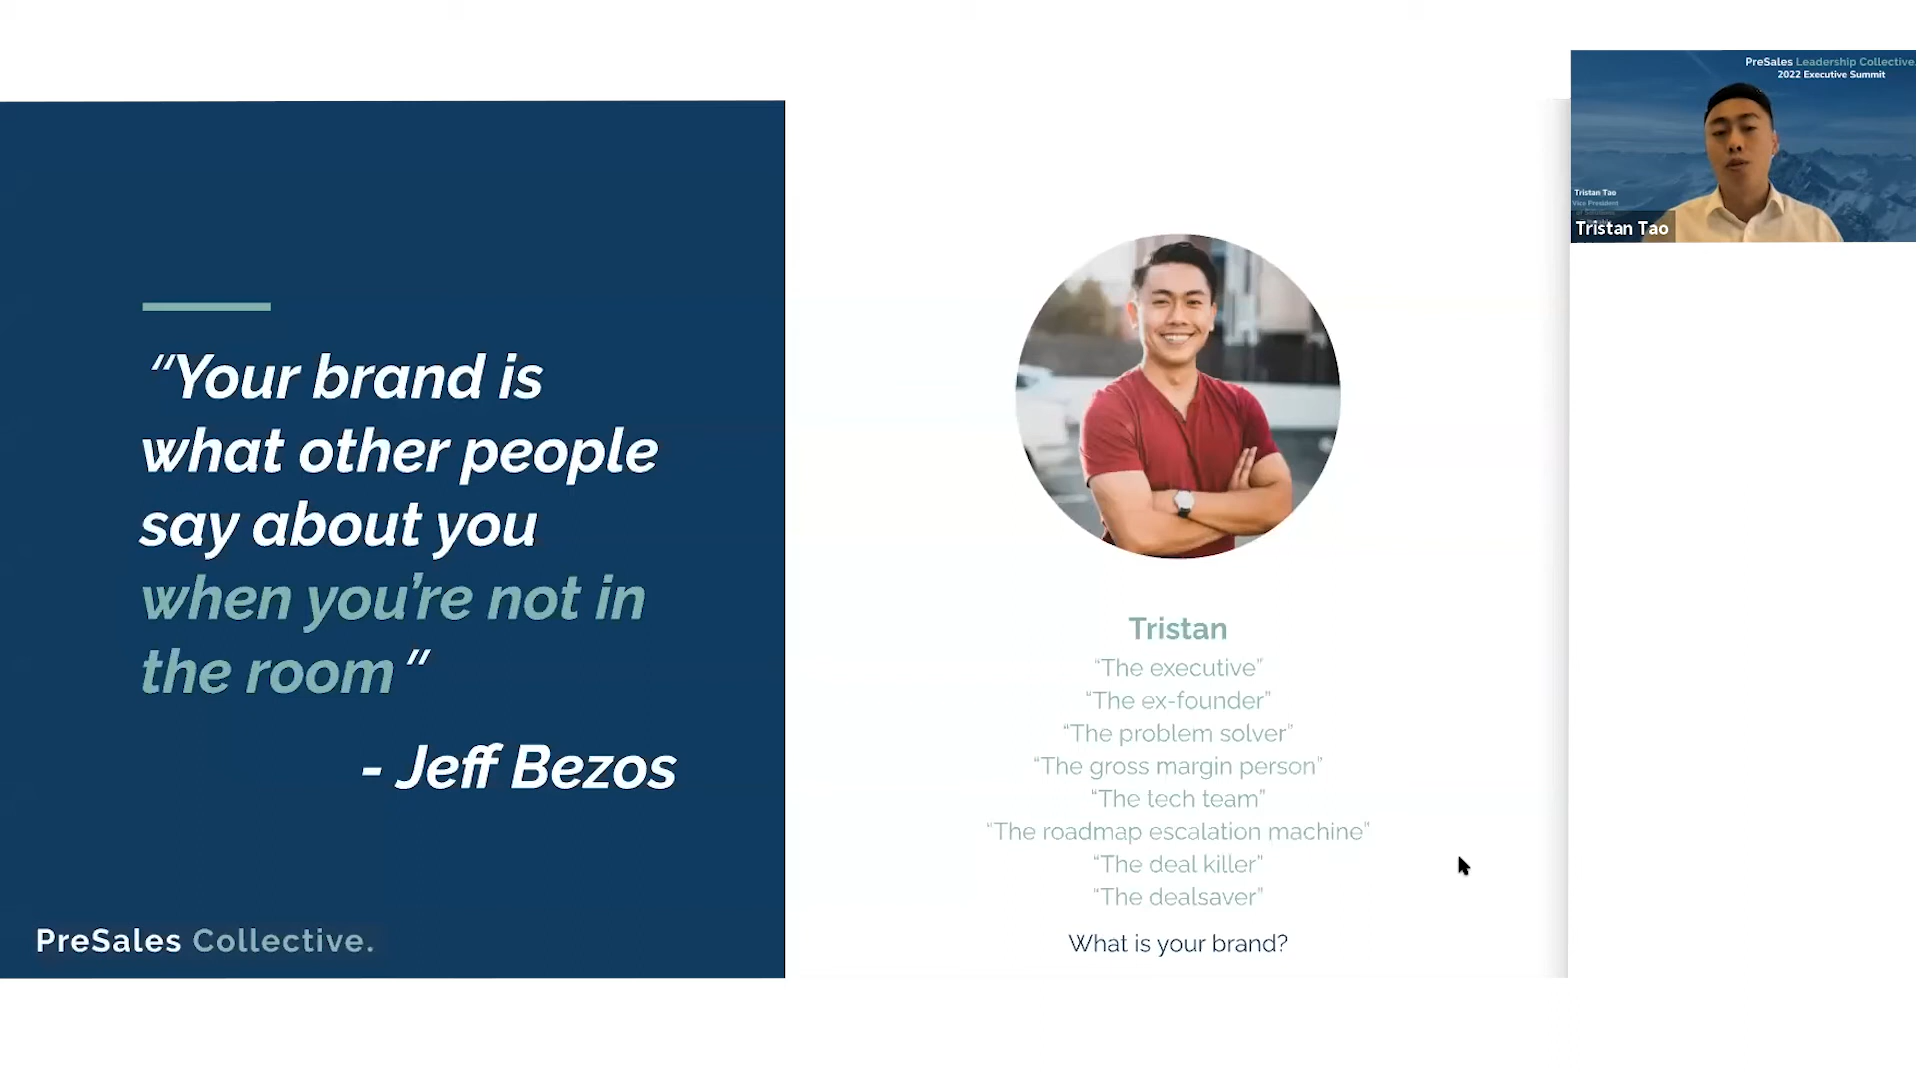 “Your brand is
what other people
say about you
when you’re not in
the room”
- Jeff Bezos
PreSales Collective.
Tristan
“The executive”
“The ex-founder”
“The problem solver”
“The gross margin person”
“The tech team”
“The roadmap escalation machine”
“The deal killer”
“The dealsaver”
What is your brand?
PreSales Leadership Collective.
2022 Executive Summit
Tristan Tao
Vice President
Tristan Tao